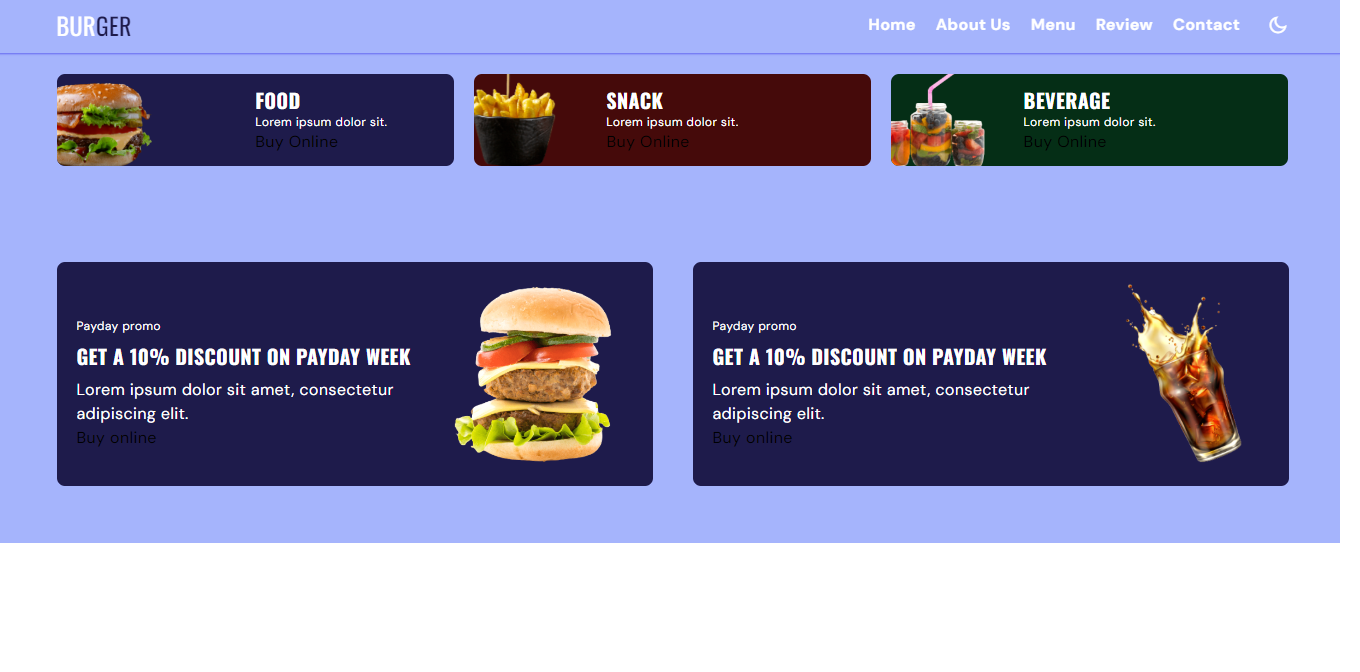 BURGER
Home About Us Menu Review Contact
FOOD
Lorem ipsum dolor sit.
Buy Online
SNACK
Lorem ipsum dolor sit.
Buy Online
BEVERAGE
Lorem ipsum dolor sit.
Buy Online
Payday promo
GET A 10% DISCOUNT ON PAYDAY WEEK
Lorem ipsum dolor sit amet, consectetur
adipiscing elit.
Buy online
Payday promo
GET A 10% DISCOUNT ON PAYDAY WEEK
Lorem ipsum dolor sit amet, consectetur
adipiscing elit.
Buy online